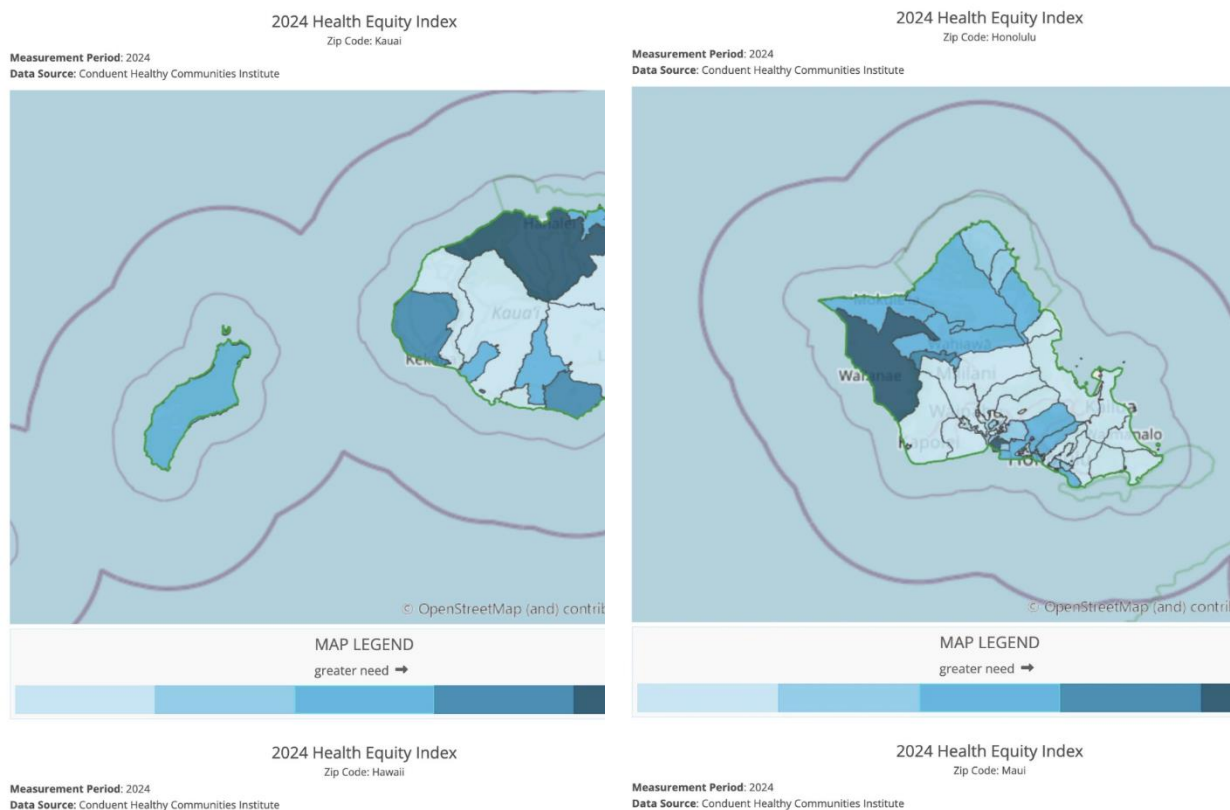 2024 Health Equity Index
Zip Code: Kauai
Measurement Period: 2024
Data Source: Conduent Healthy Communities Institute
Hanalei
Kaua'i
© OpenStreetMap (and) contrib
MAP LEGEND
greater need ➡
2024 Health Equity Index
Zip Code: Honolulu
Measurement Period: 2024
Data Source: Conduent Healthy Communities Institute
Wahiawā
Mililani
Waianae
Kailua
Kapolei
© OpenStreetMap (and) contri
MAP LEGEND
greater need ➡
2024 Health Equity Index
Zip Code: Hawaii
Measurement Period: 2024
Data Source: Conduent Healthy Communities Institute
2024 Health Equity Index
Zip Code: Maui
Measurement Period: 2024
Data Source: Conduent Healthy Communities Institute